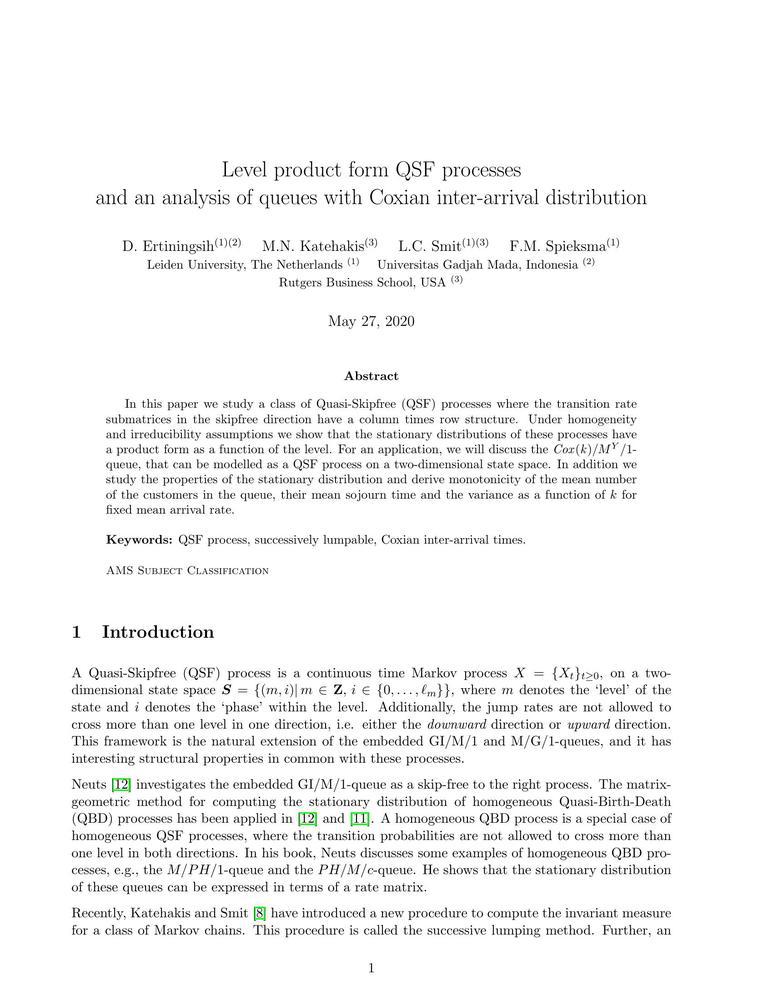 Level product form QSF processes
and an analysis of queues with Coxian inter-arrival distribution
D. Ertiningsih(1)(2) M.N. Katehakis(3) L.C. Smit(1)(3) F.M. Spieksma(1)
Leiden University, The Netherlands (1) Universitas Gadjah Mada, Indonesia (2)
Rutgers Business School, USA (3)
May 27, 2020
Abstract
In this paper we study a class of Quasi-Skipfree (QSF) processes where the transition rate
submatrices in the skipfree direction have a column times row structure. Under homogeneity
and irreducibility assumptions we show that the stationary distributions of these processes have
a product form as a function of the level. For an application, we will discuss the Cox(k)/M^Y/1-
queue, that can be modelled as a QSF process on a two-dimensional state space. In addition we
study the properties of the stationary distribution and derive monotonicity of the mean number
of the customers in the queue, their mean sojourn time and the variance as a function of k for
fixed mean arrival rate.
Keywords: QSF process, successively lumpable, Coxian inter-arrival times.
AMS Subject Classification
1 Introduction
A Quasi-Skipfree (QSF) process is a continuous time Markov process X = {X_t}_{t≥0}, on a two-
dimensional state space S = {(m, i)| m ∈ Z, i ∈ {0, . . . , ℓ_m}}, where m denotes the ‘level’ of the
state and i denotes the ‘phase’ within the level. Additionally, the jump rates are not allowed to
cross more than one level in one direction, i.e. either the downward direction or upward direction.
This framework is the natural extension of the embedded GI/M/1 and M/G/1-queues, and it has
interesting structural properties in common with these processes.
Neuts [12] investigates the embedded GI/M/1-queue as a skip-free to the right process. The matrix-
geometric method for computing the stationary distribution of homogeneous Quasi-Birth-Death
(QBD) processes has been applied in [12] and [11]. A homogeneous QBD process is a special case of
homogeneous QSF processes, where the transition probabilities are not allowed to cross more than
one level in both directions. In his book, Neuts discusses some examples of homogeneous QBD pro-
cesses, e.g., the M/PH/1-queue and the PH/M/c-queue. He shows that the stationary distribution
of these queues can be expressed in terms of a rate matrix.
Recently, Katehakis and Smit [8] have introduced a new procedure to compute the invariant measure
for a class of Markov chains. This procedure is called the successive lumping method. Further, an
1